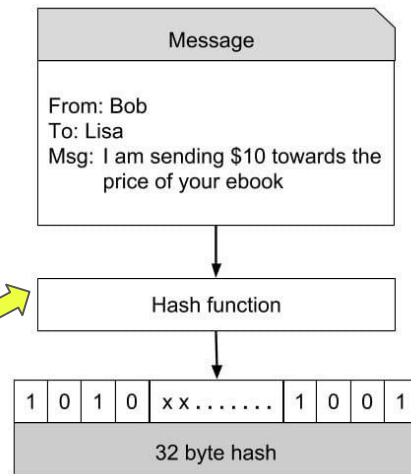 Message
From: Bob
To: Lisa
Msg: I am sending $10 towards the
price of your ebook
Hash function
1 0 1 0 x x . . . . . . . 1 0 0 1
32 byte hash